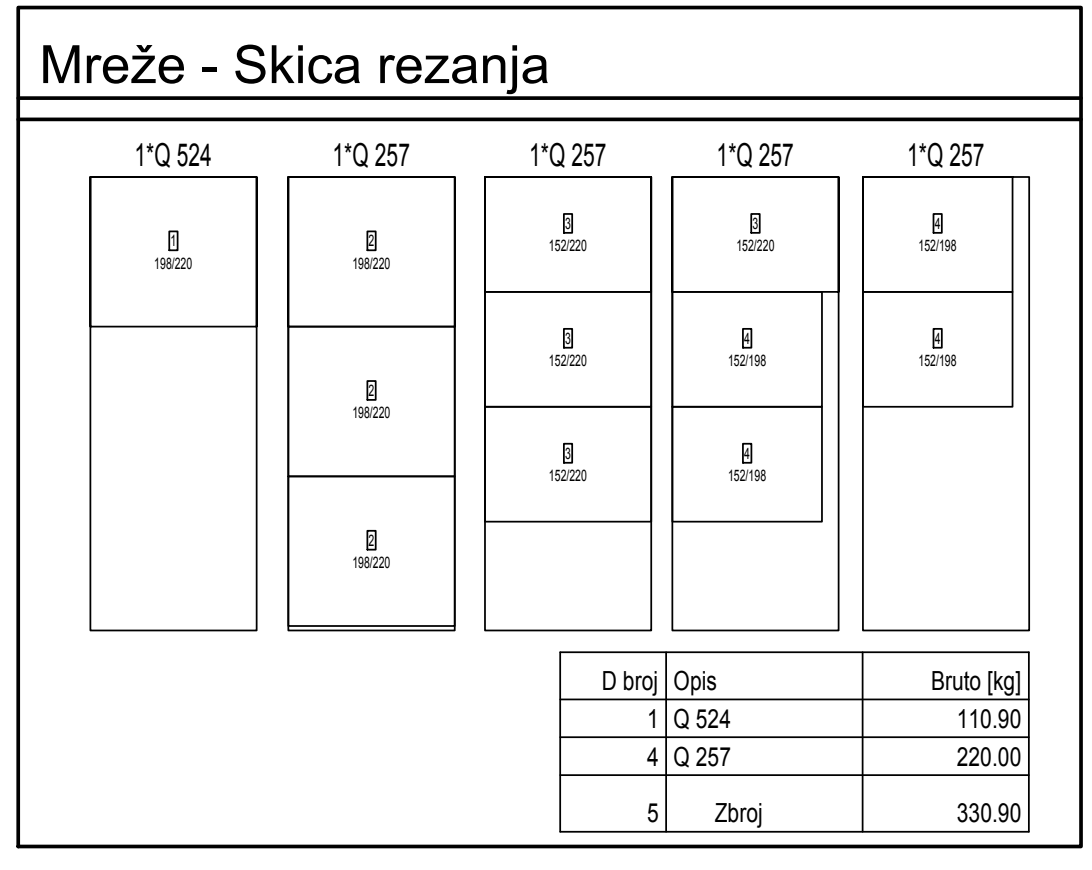 Mreže - Skica rezanja
1*Q 524
1*Q 257
1*Q 257
1*Q 257
1*Q 257
1
198/220
2
198/220
2
198/220
2
198/220
3
152/220
3
152/220
3
152/220
3
152/220
4
152/198
4
152/198
4
152/198
4
152/198
D broj Opis Bruto [kg]
1 Q 524 110.90
4 Q 257 220.00
5 Zbroj 330.90